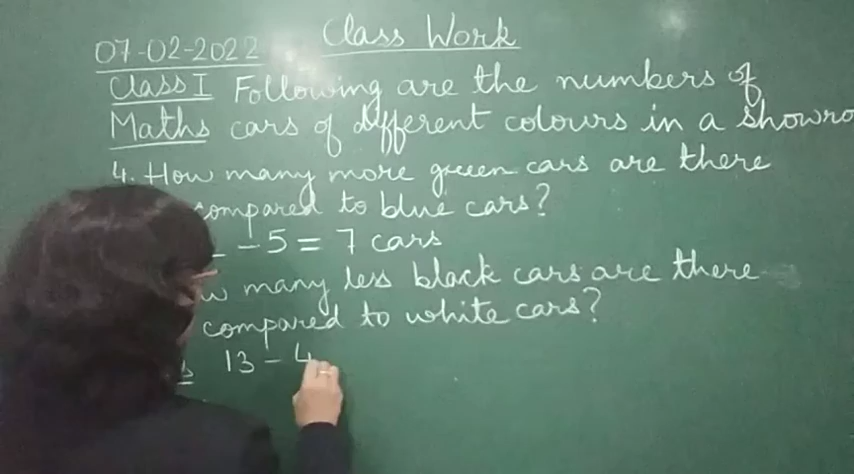 Class Work
07-02-2022
Class I Following are the numbers of
Maths cars of different colours in a showro
4. How many more green cars are there
compared to blue cars?
- 5 = 7 cars
many less black cars are there
compared to white cars?
13 - 4